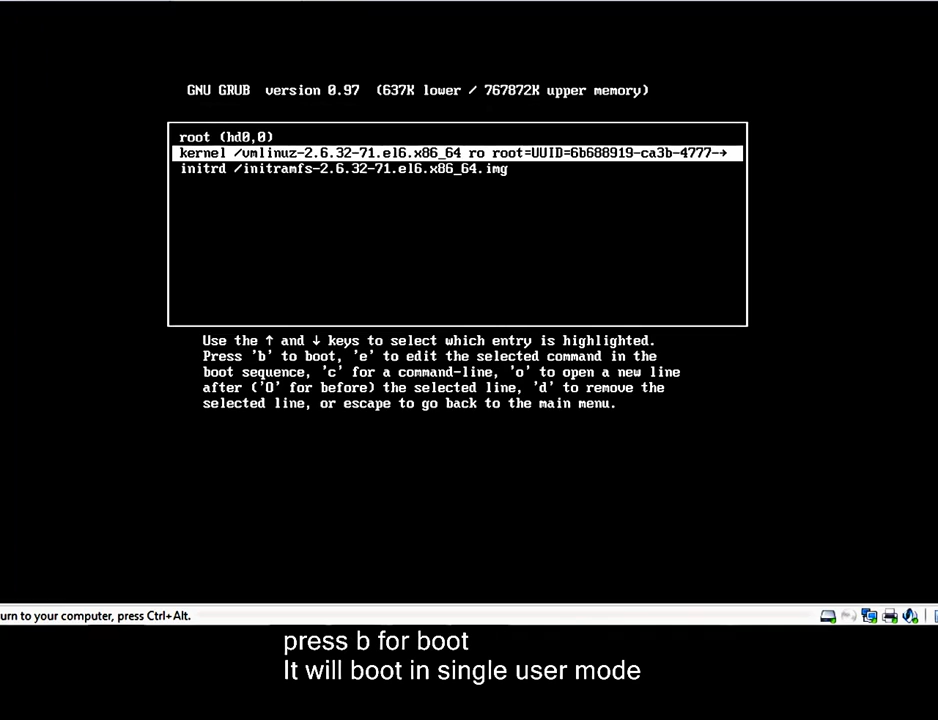 GNU GRUB version 0.97 (637K lower / 767872K upper memory)
root (hd0,0)
kernel /vmlinuz-2.6.32-71.el6.x86_64 ro root=UUID=6b688919-ca3b-4777-→
initrd /initramfs-2.6.32-71.el6.x86_64.img
Use the ↑ and ↓ keys to select which entry is highlighted.
Press 'b' to boot, 'e' to edit the selected command in the
boot sequence, 'c' for a command-line, 'o' to open a new line
after ('O' for before) the selected line, 'd' to remove the
selected line, or escape to go back to the main menu.
urn to your computer, press Ctrl+Alt.
press b for boot
It will boot in single user mode